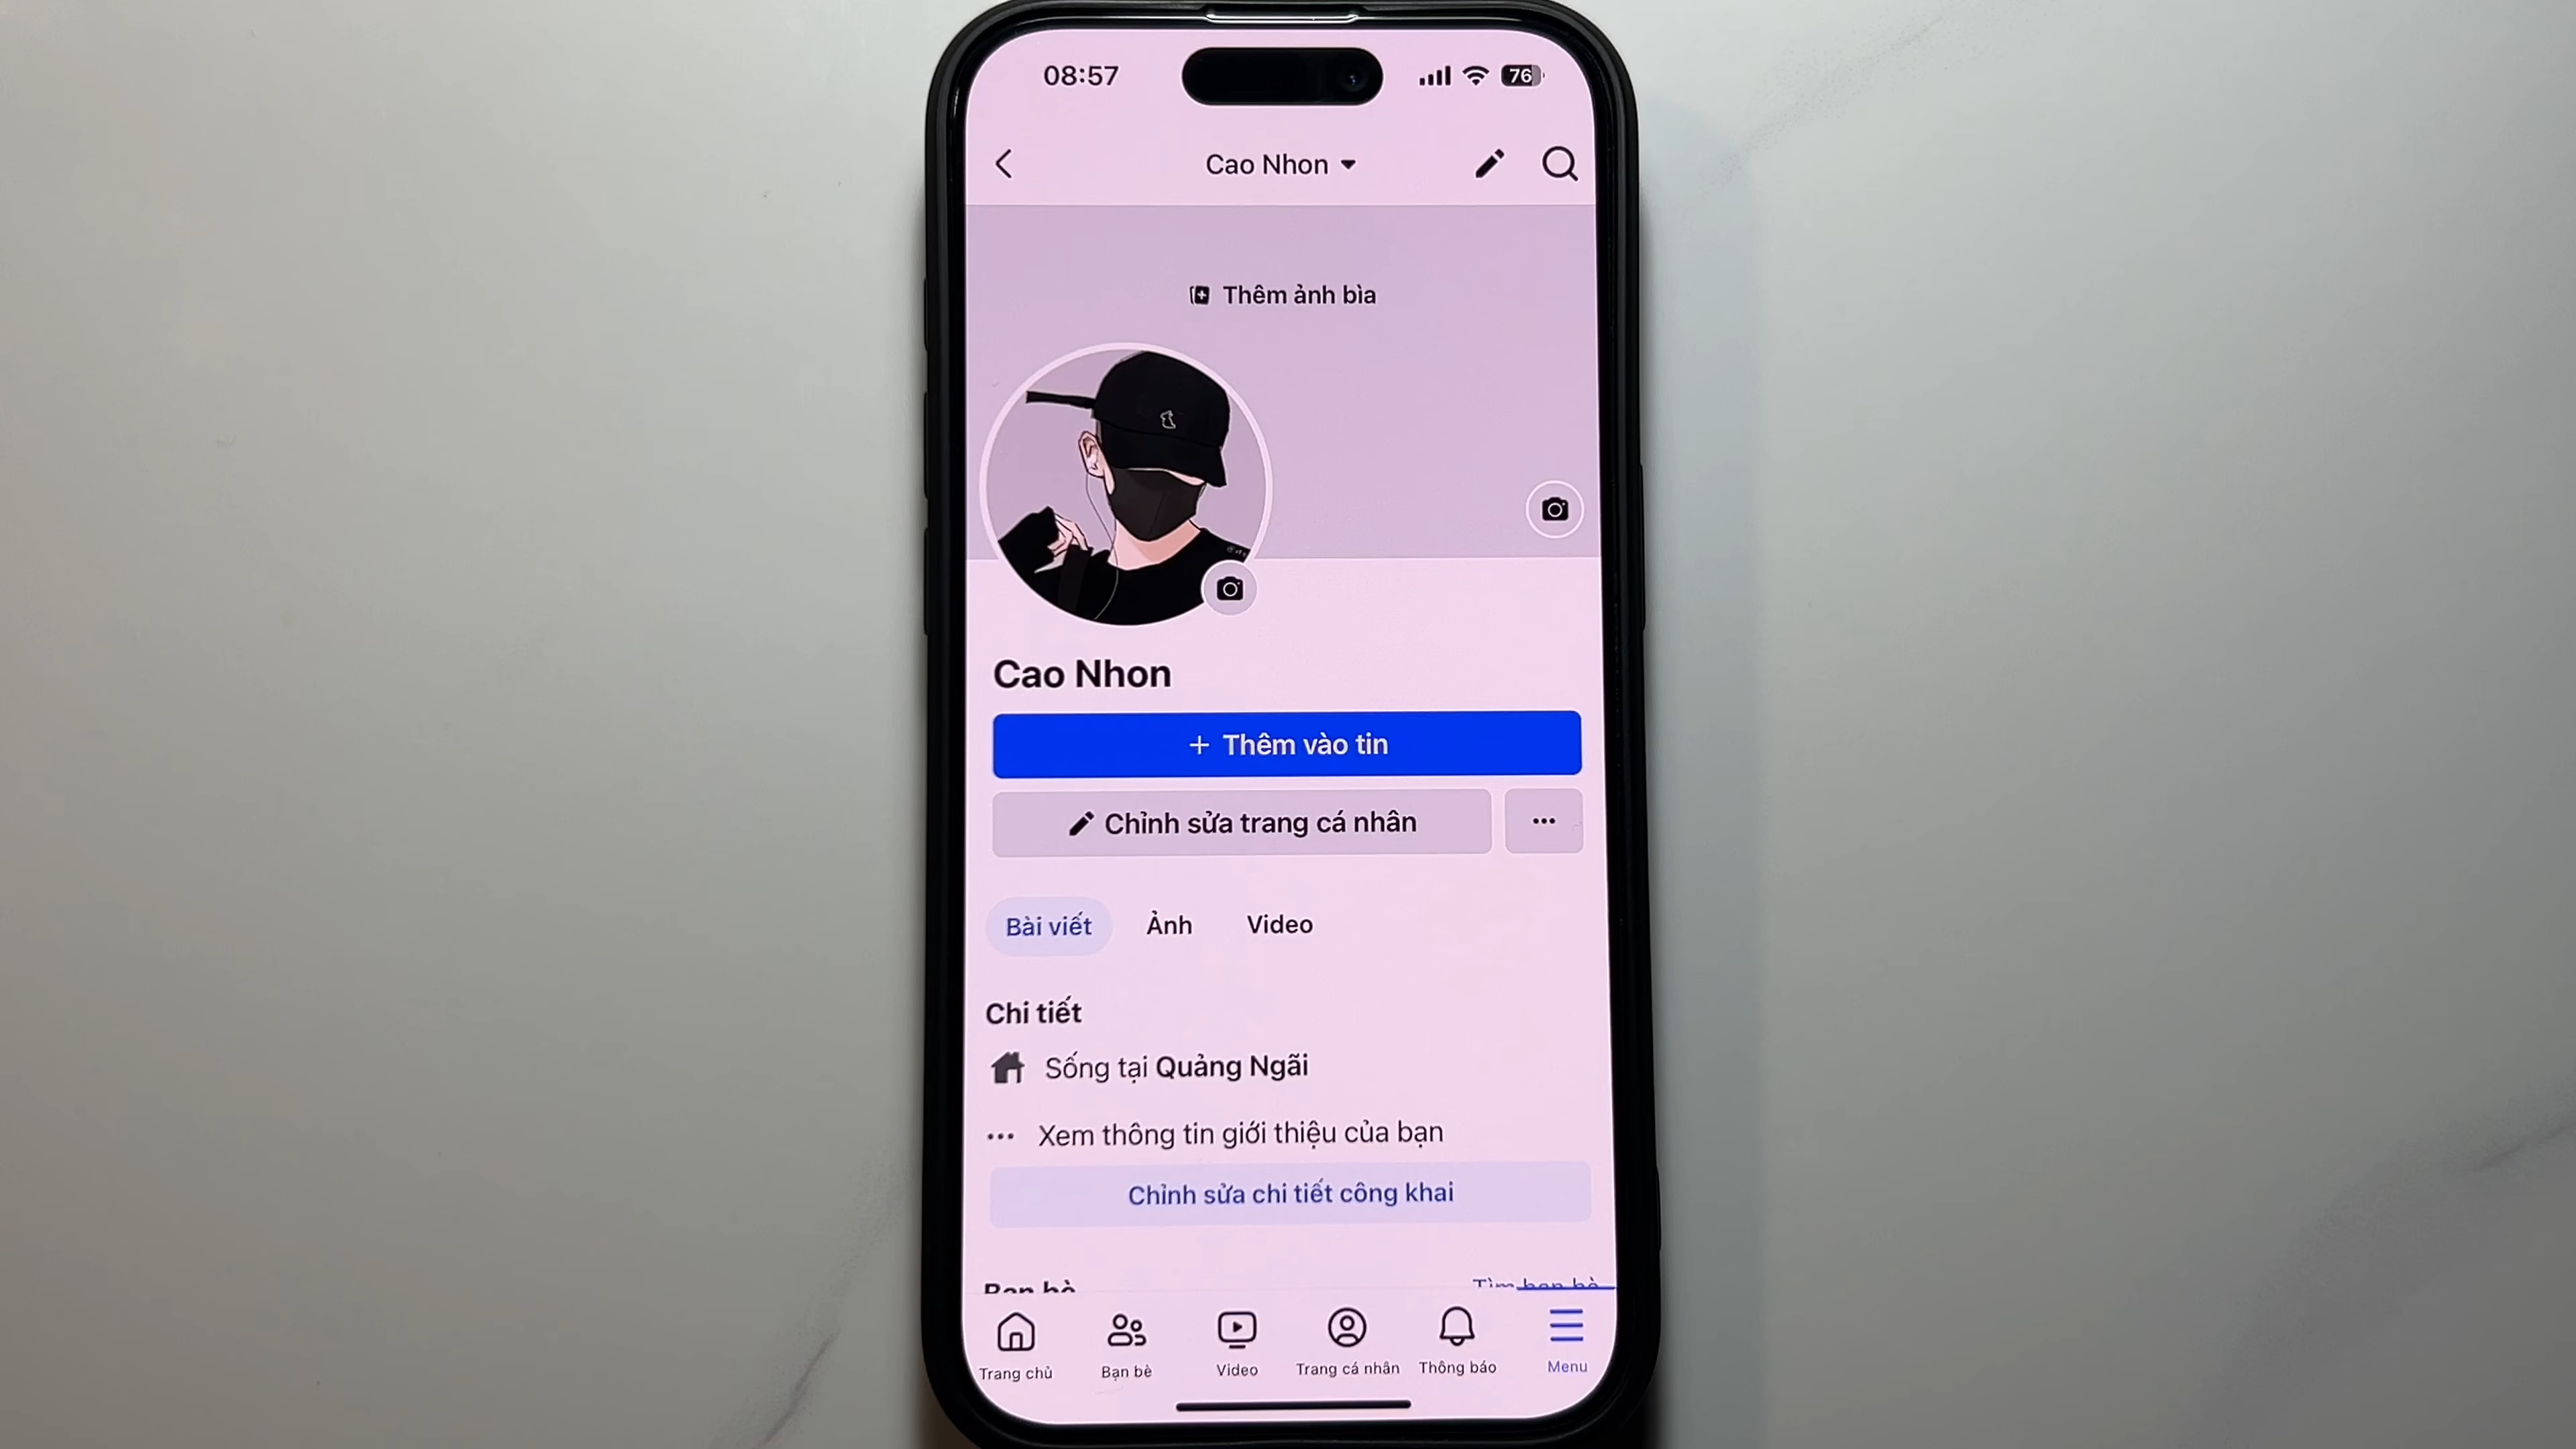 08:57
76
Cao Nhon
Thêm ảnh bìa
Cao Nhon
+ Thêm vào tin
Chỉnh sửa trang cá nhân
Bài viết Ảnh Video
Chi tiết
Sống tại Quảng Ngãi
Xem thông tin giới thiệu của bạn
Chỉnh sửa chi tiết công khai
Bạn bè Tìm bạn bè
Trang chủ Bạn bè Video Trang cá nhân Thông báo Menu